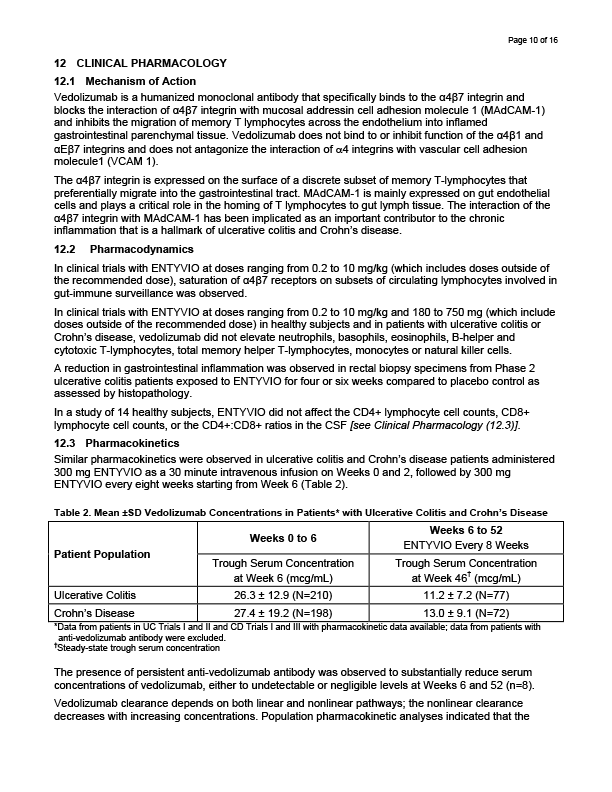 Page 10 of 16
12 CLINICAL PHARMACOLOGY
12.1 Mechanism of Action
Vedolizumab is a humanized monoclonal antibody that specifically binds to the α4β7 integrin and
blocks the interaction of α4β7 integrin with mucosal addressin cell adhesion molecule 1 (MAdCAM-1)
and inhibits the migration of memory T lymphocytes across the endothelium into inflamed
gastrointestinal parenchymal tissue. Vedolizumab does not bind to or inhibit function of the α4β1 and
αEβ7 integrins and does not antagonize the interaction of α4 integrins with vascular cell adhesion
molecule1 (VCAM 1).
The α4β7 integrin is expressed on the surface of a discrete subset of memory T-lymphocytes that
preferentially migrate into the gastrointestinal tract. MAdCAM-1 is mainly expressed on gut endothelial
cells and plays a critical role in the homing of T lymphocytes to gut lymph tissue. The interaction of the
α4β7 integrin with MAdCAM-1 has been implicated as an important contributor to the chronic
inflammation that is a hallmark of ulcerative colitis and Crohn's disease.
12.2 Pharmacodynamics
In clinical trials with ENTYVIO at doses ranging from 0.2 to 10 mg/kg (which includes doses outside of
the recommended dose), saturation of α4β7 receptors on subsets of circulating lymphocytes involved in
gut-immune surveillance was observed.
In clinical trials with ENTYVIO at doses ranging from 0.2 to 10 mg/kg and 180 to 750 mg (which include
doses outside of the recommended dose) in healthy subjects and in patients with ulcerative colitis or
Crohn's disease, vedolizumab did not elevate neutrophils, basophils, eosinophils, B-helper and
cytotoxic T-lymphocytes, total memory helper T-lymphocytes, monocytes or natural killer cells.
A reduction in gastrointestinal inflammation was observed in rectal biopsy specimens from Phase 2
ulcerative colitis patients exposed to ENTYVIO for four or six weeks compared to placebo control as
assessed by histopathology.
In a study of 14 healthy subjects, ENTYVIO did not affect the CD4+ lymphocyte cell counts, CD8+
lymphocyte cell counts, or the CD4+:CD8+ ratios in the CSF [see Clinical Pharmacology (12.3)].
12.3 Pharmacokinetics
Similar pharmacokinetics were observed in ulcerative colitis and Crohn's disease patients administered
300 mg ENTYVIO as a 30 minute intravenous infusion on Weeks 0 and 2, followed by 300 mg
ENTYVIO every eight weeks starting from Week 6 (Table 2).
Table 2. Mean ±SD Vedolizumab Concentrations in Patients* with Ulcerative Colitis and Crohn's Disease
Patient Population
Weeks 0 to 6
Weeks 6 to 52
ENTYVIO Every 8 Weeks
Trough Serum Concentration
at Week 6 (mcg/mL)
Trough Serum Concentration
at Week 46† (mcg/mL)
Ulcerative Colitis 26.3 ± 12.9 (N=210) 11.2 ± 7.2 (N=77)
Crohn's Disease 27.4 ± 19.2 (N=198) 13.0 ± 9.1 (N=72)
*Data from patients in UC Trials I and II and CD Trials I and III with pharmacokinetic data available; data from patients with
anti-vedolizumab antibody were excluded.
†Steady-state trough serum concentration
The presence of persistent anti-vedolizumab antibody was observed to substantially reduce serum
concentrations of vedolizumab, either to undetectable or negligible levels at Weeks 6 and 52 (n=8).
Vedolizumab clearance depends on both linear and nonlinear pathways; the nonlinear clearance
decreases with increasing concentrations. Population pharmacokinetic analyses indicated that the